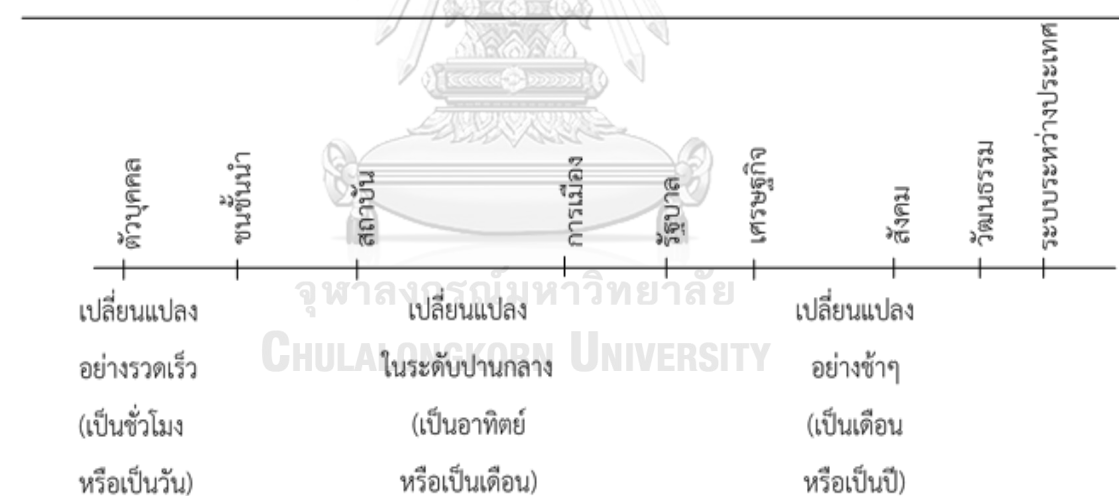 ตัวบุคคล
ชนชั้นนำ
สถาบัน
การเมือง
รัฐบาล
เศรษฐกิจ
สังคม
วัฒนธรรม
ระบบระหว่างประเทศ
จุฬาลงกรณ์มหาวิทยาลัย
CHULALONGKORN UNIVERSITY
เปลี่ยนแปลง
อย่างรวดเร็ว
(เป็นชั่วโมง
หรือเป็นวัน)
เปลี่ยนแปลง
ในระดับปานกลาง
(เป็นอาทิตย์
หรือเป็นเดือน)
เปลี่ยนแปลง
อย่างช้าๆ
(เป็นเดือน
หรือเป็นปี)